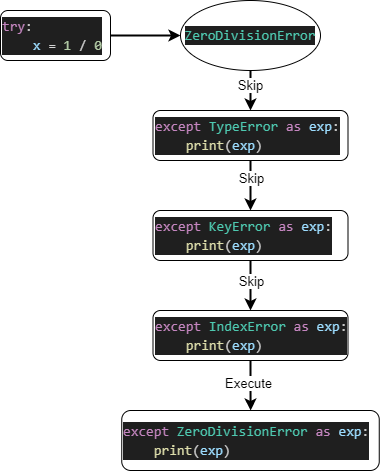 try:
    x = 1 / 0
ZeroDivisionError
Skip
except TypeError as exp:
    print(exp)
Skip
except KeyError as exp:
    print(exp)
Skip
except IndexError as exp:
    print(exp)
Execute
except ZeroDivisionError as exp:
    print(exp)